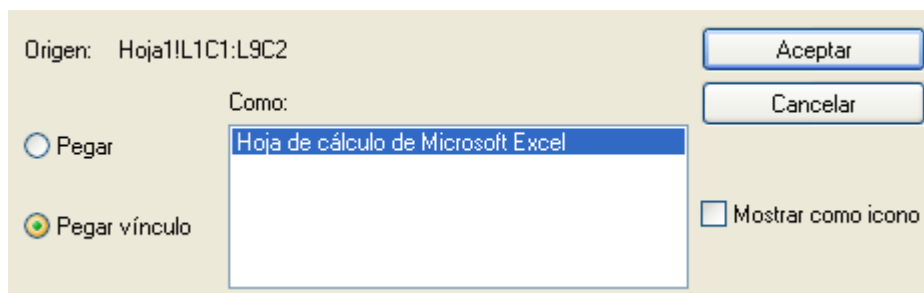 Origen: Hoja1!L1C1:L9C2
Aceptar
Como:
Cancelar
Pegar
Hoja de cálculo de Microsoft Excel
Pegar vínculo
Mostrar como icono